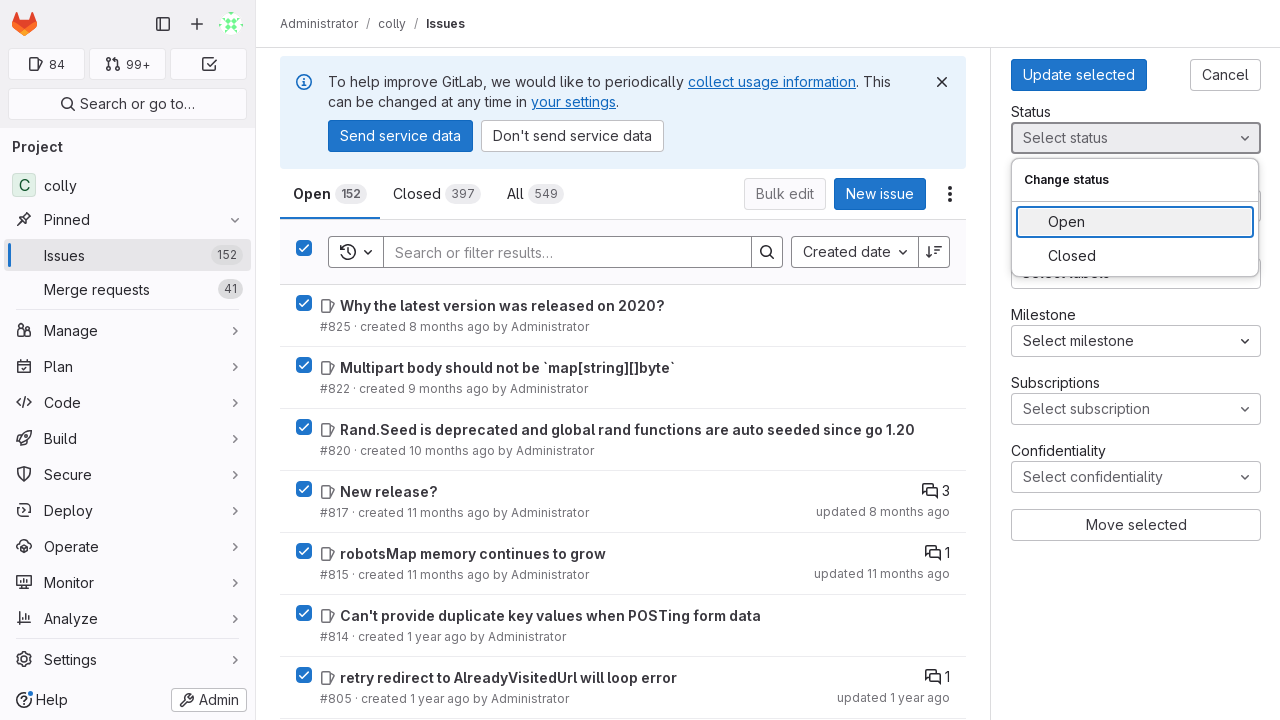 84
99+
Search or go to…
Project
C colly
Pinned
Issues 152
Merge requests 41
Manage
Plan
Code
Build
Secure
Deploy
Operate
Monitor
Analyze
Settings
Help
Admin
Administrator / colly / Issues
To help improve GitLab, we would like to periodically collect usage information. This
can be changed at any time in your settings.
Send service data
Don't send service data
Open 152
Closed 397
All 549
Bulk edit
New issue
Search or filter results…
Created date
Why the latest version was released on 2020?
#825 · created 8 months ago by Administrator
Multipart body should not be `map[string][]byte`
#822 · created 9 months ago by Administrator
Rand.Seed is deprecated and global rand functions are auto seeded since go 1.20
#820 · created 10 months ago by Administrator
New release?
3
#817 · created 11 months ago by Administrator
updated 8 months ago
robotsMap memory continues to grow
1
#815 · created 11 months ago by Administrator
updated 11 months ago
Can't provide duplicate key values when POSTing form data
#814 · created 1 year ago by Administrator
retry redirect to AlreadyVisitedUrl will loop error
1
#805 · created 1 year ago by Administrator
updated 1 year ago
Update selected
Cancel
Status
Select status
Change status
Open
Closed
Select labels
Milestone
Select milestone
Subscriptions
Select subscription
Confidentiality
Select confidentiality
Move selected